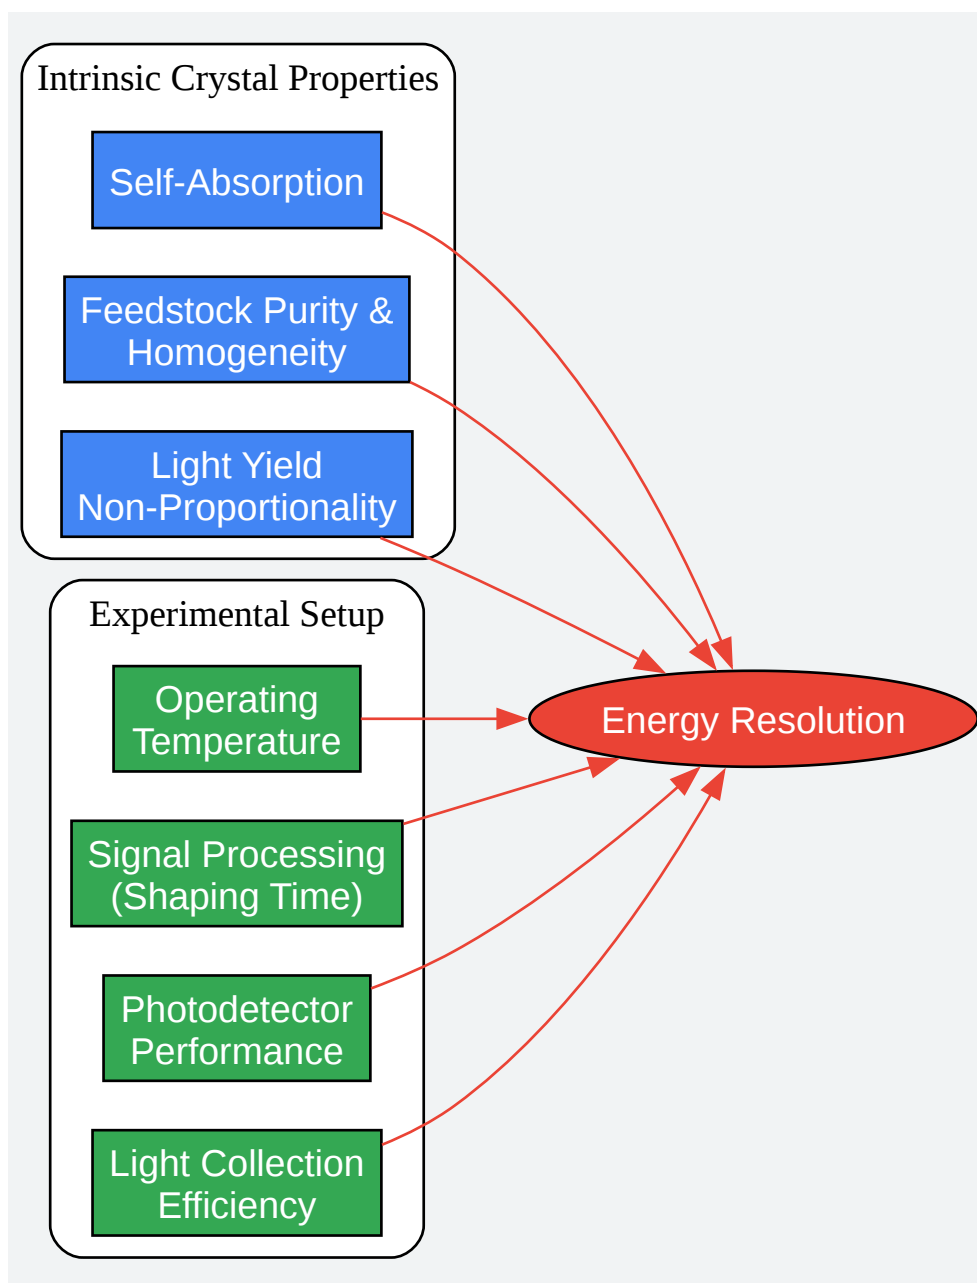 Intrinsic Crystal Properties
Self-Absorption
Feedstock Purity &
Homogeneity
Light Yield
Non-Proportionality
Experimental Setup
Operating
Temperature
Energy Resolution
Signal Processing
(Shaping Time)
Photodetector
Performance
Light Collection
Efficiency